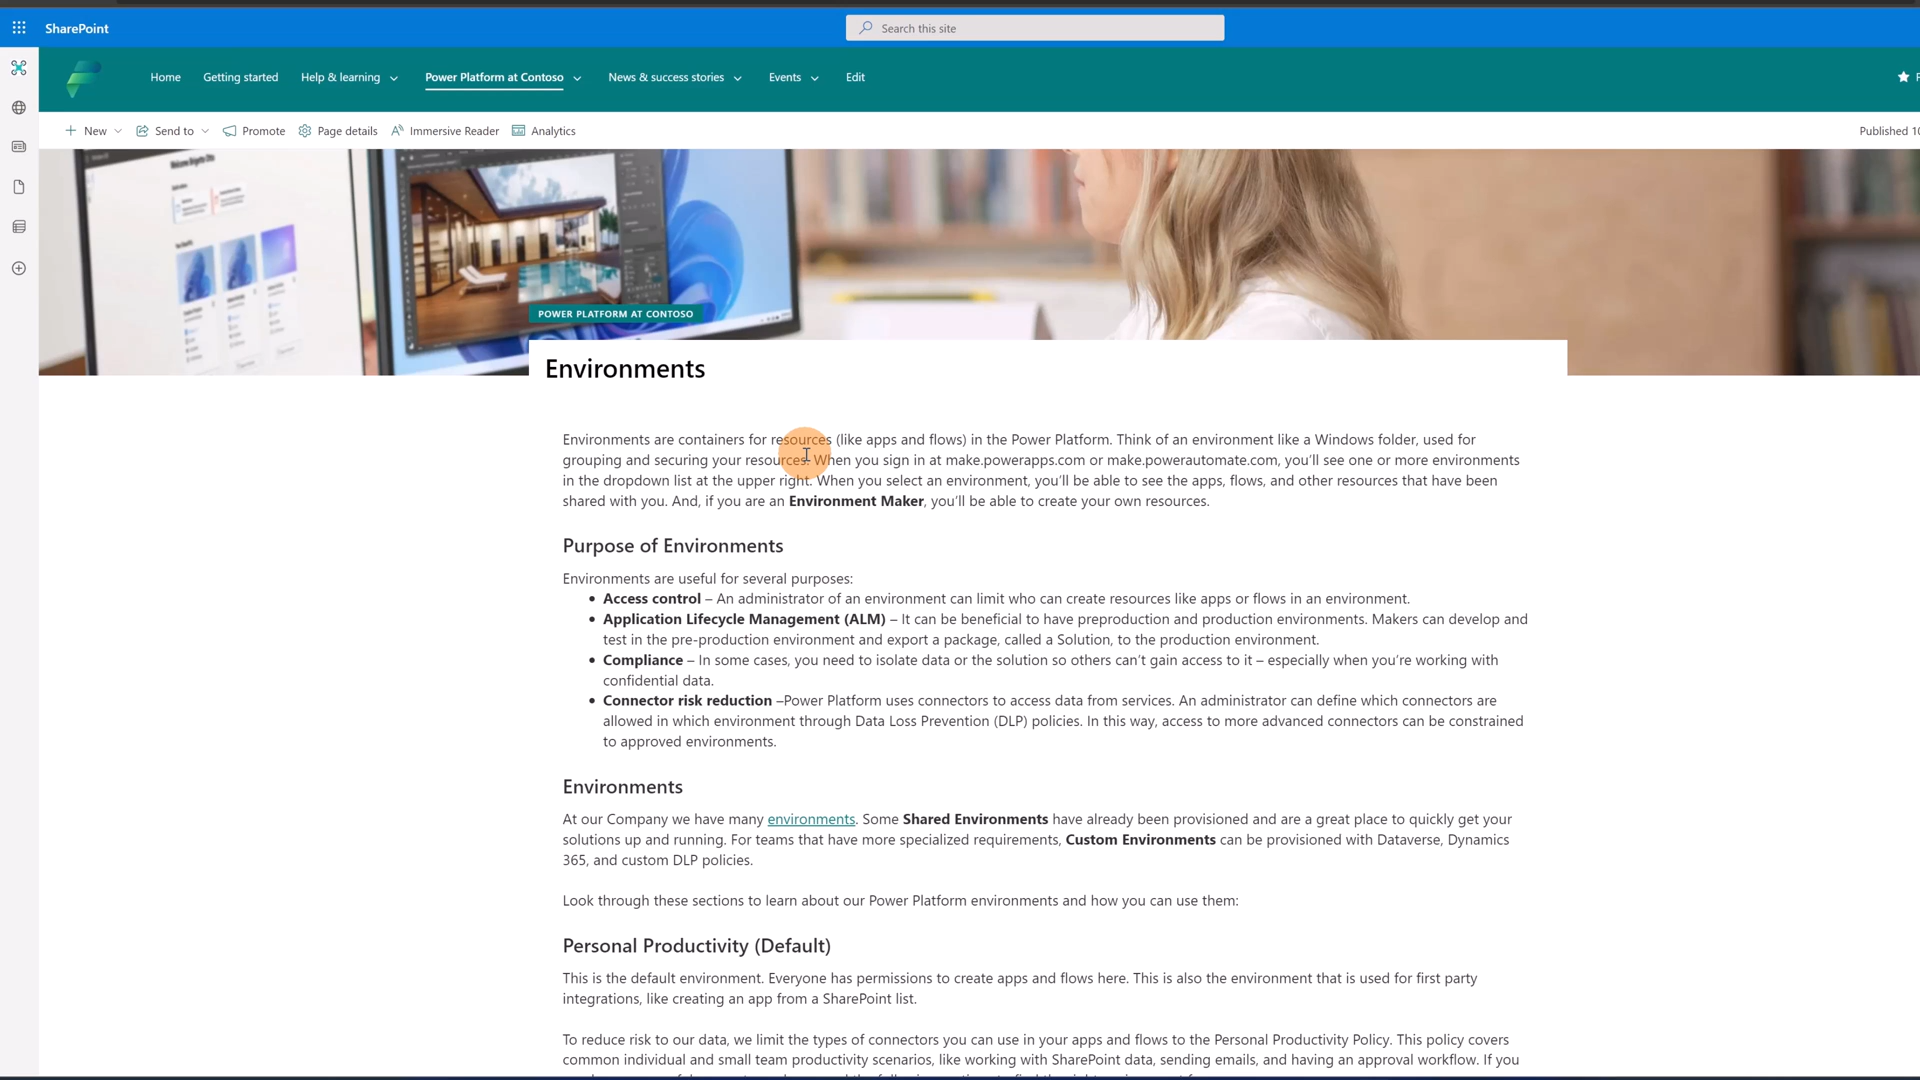 SharePoint
Search this site
Home Getting started Help & learning Power Platform at Contoso News & success stories Events Edit
New Send to Promote Page details Immersive Reader Analytics Published 10
POWER PLATFORM AT CONTOSO
Environments
Environments are containers for resources (like apps and flows) in the Power Platform. Think of an environment like a Windows folder, used for
grouping and securing your resources. When you sign in at make.powerapps.com or make.powerautomate.com, you’ll see one or more environments
in the dropdown list at the upper right. When you select an environment, you’ll be able to see the apps, flows, and other resources that have been
shared with you. And, if you are an Environment Maker, you’ll be able to create your own resources.
Purpose of Environments
Environments are useful for several purposes:
• Access control – An administrator of an environment can limit who can create resources like apps or flows in an environment.
• Application Lifecycle Management (ALM) – It can be beneficial to have preproduction and production environments. Makers can develop and
test in the pre-production environment and export a package, called a Solution, to the production environment.
• Compliance – In some cases, you need to isolate data or the solution so others can’t gain access to it – especially when you’re working with
confidential data.
• Connector risk reduction –Power Platform uses connectors to access data from services. An administrator can define which connectors are
allowed in which environment through Data Loss Prevention (DLP) policies. In this way, access to more advanced connectors can be constrained
to approved environments.
Environments
At our Company we have many environments. Some Shared Environments have already been provisioned and are a great place to quickly get your
solutions up and running. For teams that have more specialized requirements, Custom Environments can be provisioned with Dataverse, Dynamics
365, and custom DLP policies.
Look through these sections to learn about our Power Platform environments and how you can use them:
Personal Productivity (Default)
This is the default environment. Everyone has permissions to create apps and flows here. This is also the environment that is used for first party
integrations, like creating an app from a SharePoint list.
To reduce risk to our data, we limit the types of connectors you can use in your apps and flows to the Personal Productivity Policy. This policy covers
common individual and small team productivity scenarios, like working with SharePoint data, sending emails, and having an approval workflow. If you